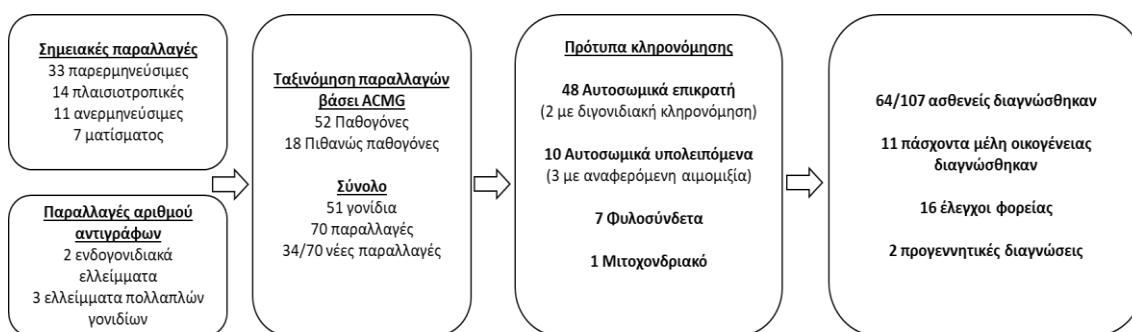 Σημειακές παραλλαγές
33 παρερμηνεύσιμες
14 πλαισιοτροπικές
11 ανερμηνεύσιμες
7 ματίσματος
Παραλλαγές αριθμού
αντιγράφων
2 ενδογονιδιακά
ελλείμματα
3 ελλείμματα πολλαπλών
γονιδίων
Ταξινόμηση παραλλαγών
βάσει ACMG
52 Παθογόνες
18 Πιθανώς παθογόνες
Σύνολο
51 γονίδια
70 παραλλαγές
34/70 νέες παραλλαγές
Πρότυπα κληρονόμησης
48 Αυτοσωμικά επικρατή
(2 με διγονιδιακή κληρονόμηση)
10 Αυτοσωμικά υπολειπόμενα
(3 με αναφερόμενη αιμομιξία)
7 Φυλοσύνδετα
1 Μιτοχονδριακό
64/107 ασθενείς διαγνώσθηκαν
11 πάσχοντα μέλη οικογένειας
διαγνώσθηκαν
16 έλεγχοι φορείας
2 προγεννητικές διαγνώσεις